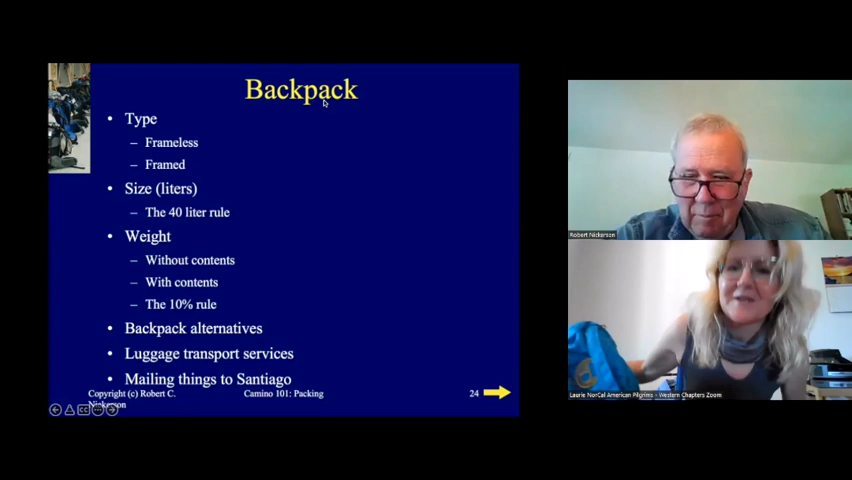 Backpack
• Type
– Frameless
– Framed
• Size (liters)
– The 40 liter rule
• Weight
– Without contents
– With contents
– The 10% rule
• Backpack alternatives
• Luggage transport services
• Mailing things to Santiago
Copyright (c) Robert C. Nickerson
Camino 101: Packing
24
Robert Nickerson
Laurie NorCal American Pilgrims - Western Chapters Zoom